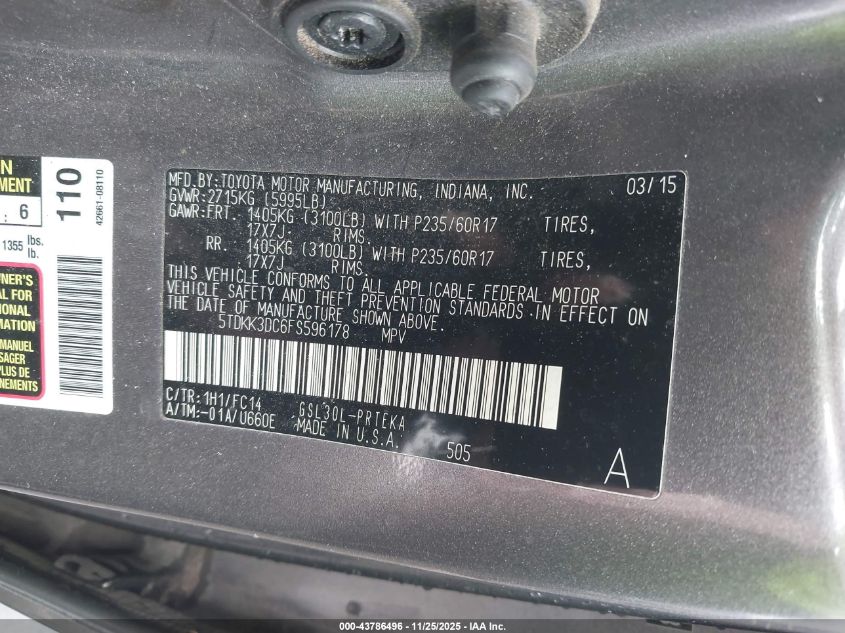 MFD.BY:TOYOTA MOTOR MANUFACTURING, INDIANA, INC. 03/15
GVWR:2715KG (5995LB)
GAWR:FRT. 1405KG (3100LB) WITH P235/60R17 TIRES,
17X7J RIMS.
RR. 1405KG (3100LB) WITH P235/60R17 TIRES,
17X7J RIMS.
THIS VEHICLE CONFORMS TO ALL APPLICABLE FEDERAL MOTOR
VEHICLE SAFETY AND THEFT PREVENTION STANDARDS IN EFFECT ON
THE DATE OF MANUFACTURE SHOWN ABOVE.
5TDKK3DC6FS596178 MPV
C/TR:1H1/FC14 GSL30L-PRTEKA
A/TM:-01A/U660E MADE IN U.S.A.
505
A
110
42661-08110
: 6
1355 lbs.
lb.
MANUEL
000-43786496 - 11/25/2025 - IAA Inc.